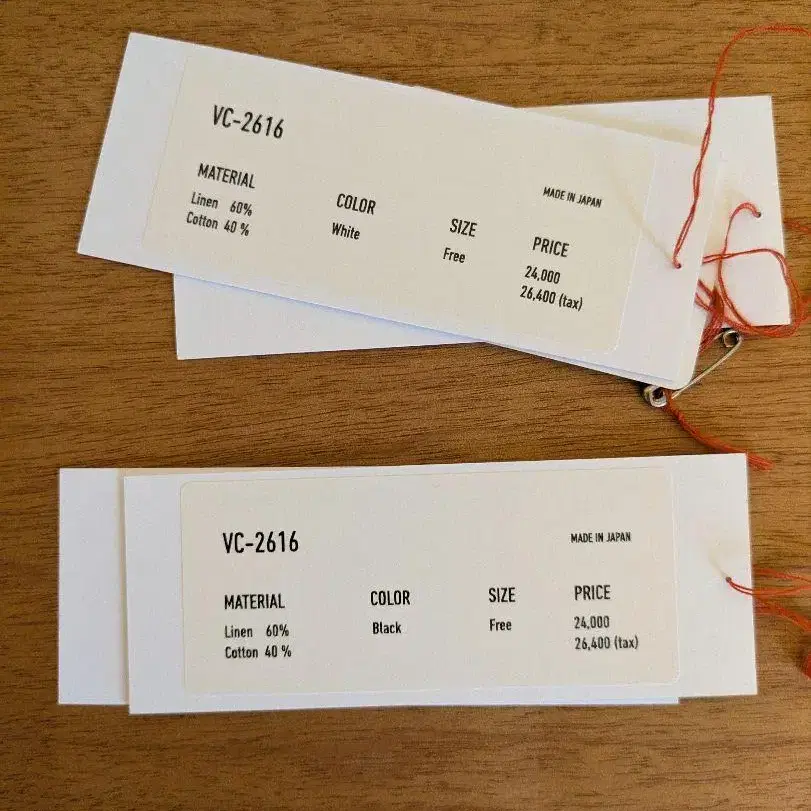 VC-2616
MADE IN JAPAN
MATERIAL
Linen 60%
Cotton 40 %
COLOR
White
SIZE
Free
PRICE
24,000
26,400 (tax)
VC-2616
MADE IN JAPAN
MATERIAL
Linen 60%
Cotton 40 %
COLOR
Black
SIZE
Free
PRICE
24,000
26,400 (tax)